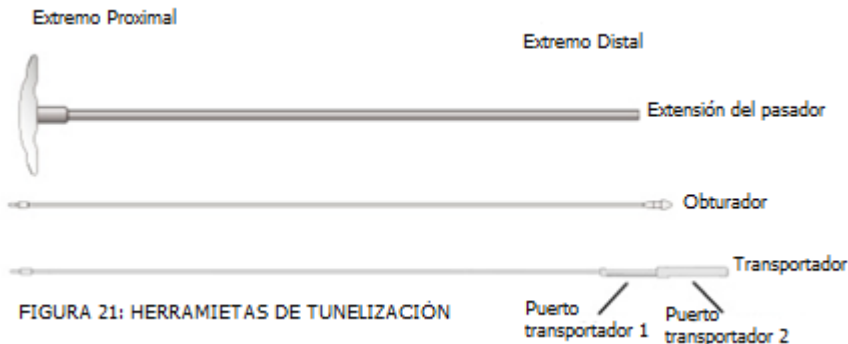 Extremo Proximal
Extremo Distal
Extensión del pasador
Obturador
Transportador
FIGURA 21: HERRAMIETAS DE TUNELIZACIÓN
Puerto
transportador 1
Puerto
transportador 2